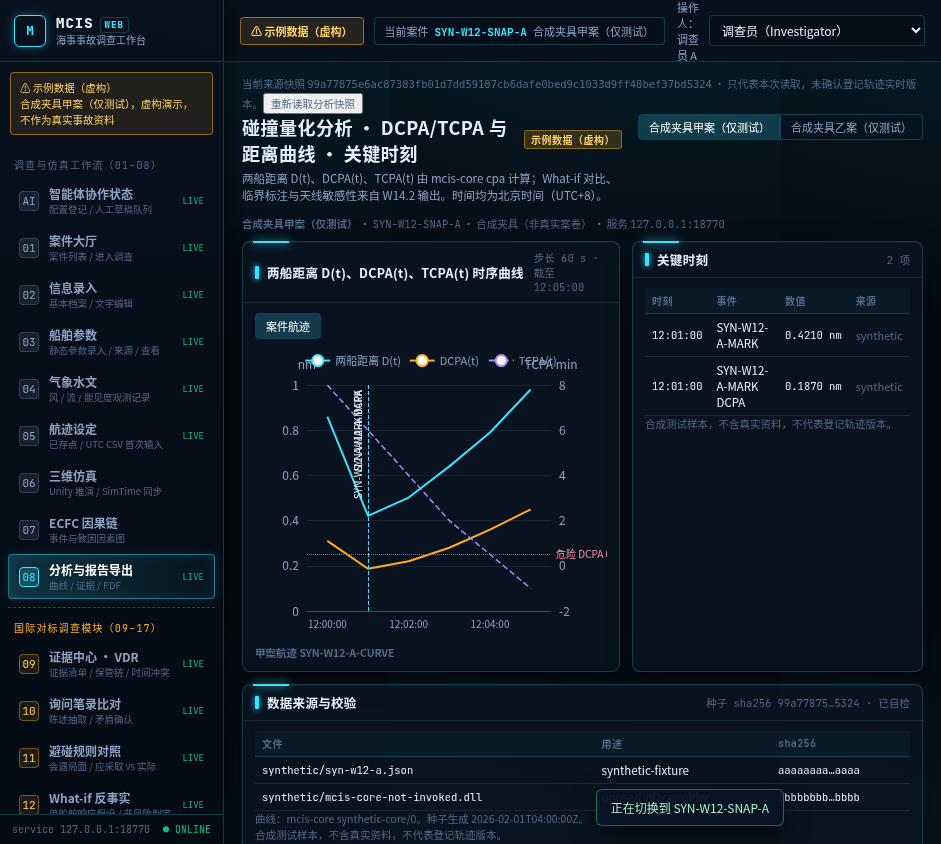 M
MCIS WEB
海事事故调查工作台
⚠ 示例数据（虚构）
当前案件 SYN-W12-SNAP-A 合成夹具甲案（仅测试）
操作
人：
调查
员 A
调查员（Investigator）
⚠ 示例数据（虚构）
合成夹具甲案（仅测试），虚构演示，
不作为真实事故资料
调查与仿真工作流（01–08）
AI 智能体协作状态 LIVE
配置登记 / 人工草稿队列
01 案件大厅 LIVE
案件列表 / 进入调查
02 信息录入 LIVE
基本档案 / 文字编辑
03 船舶参数 LIVE
静态参数录入 / 来源 / 查看
04 气象水文 LIVE
风 / 流 / 能见度观测记录
05 航迹设定 LIVE
已存点 / UTC CSV 首次输入
06 三维仿真
Unity 推演 / SimTime 同步
07 ECFC 因果链
事件与致因因素图
08 分析与报告导出 LIVE
曲线 / 证据 / PDF
国际对标调查模块（09–17）
09 证据中心 · VDR LIVE
证据清单 / 保管链 / 时间冲突
10 询问笔录比对 LIVE
陈述抽取 / 矛盾确认
11 避碰规则对照 LIVE
会遇局面 / 应采取 vs 实际
12 What-if 反事实 LIVE
service 127.0.0.1:18770 ONLINE
当前来源快照 99a77875e6ac87383fb01d7dd59187cb6dafe0bed9c1033d9ff48bef37bd5324 · 只代表本次读取，未确认登记轨迹实时版
本。 重新读取分析快照
碰撞量化分析 · DCPA/TCPA 与
距离曲线 · 关键时刻
示例数据（虚构）
合成夹具甲案（仅测试） 合成夹具乙案（仅测试）
两船距离 D(t)、DCPA(t)、TCPA(t) 由 mcis-core cpa 计算；What-if 对比、
临界标注与天线敏感性来自 W14.2 输出。时间均为北京时间（UTC+8）。
合成夹具甲案（仅测试） · SYN-W12-SNAP-A · 合成夹具（非真实案卷） · 服务 127.0.0.1:18770
两船距离 D(t)、DCPA(t)、TCPA(t) 时序曲线
步长 60 s ·
截至
12:05:00
案件航迹
nm 两船距离 D(t) DCPA(t) TCPA(t) TCPA/min
1
0.8
0.6
0.4
0.2
0
8
6
4
2
0
-2
危险 DCPA
12:00:00 12:02:00 12:04:00
甲案航迹 SYN-W12-A-CURVE
关键时刻 2 项
时刻 事件 数值 来源
12:01:00 SYN-W12-A-MARK 0.4210 nm synthetic
12:01:00 SYN-W12-A-MARK DCPA 0.1870 nm synthetic
合成测试样本，不含真实资料，不代表登记轨迹版本。
数据来源与校验 种子 sha256 99a77875…5324 · 已自检
文件 用途 sha256
synthetic/syn-w12-a.json synthetic-fixture aaaaaaaa…aaaa
synthetic/mcis-core-not-invoked.dll bbbbbbbb…bbbb
曲线：mcis-core synthetic-core/0。种子生成 2026-02-01T04:00:00Z。
合成测试样本，不含真实资料，不代表登记轨迹版本。
正在切换到 SYN-W12-SNAP-A